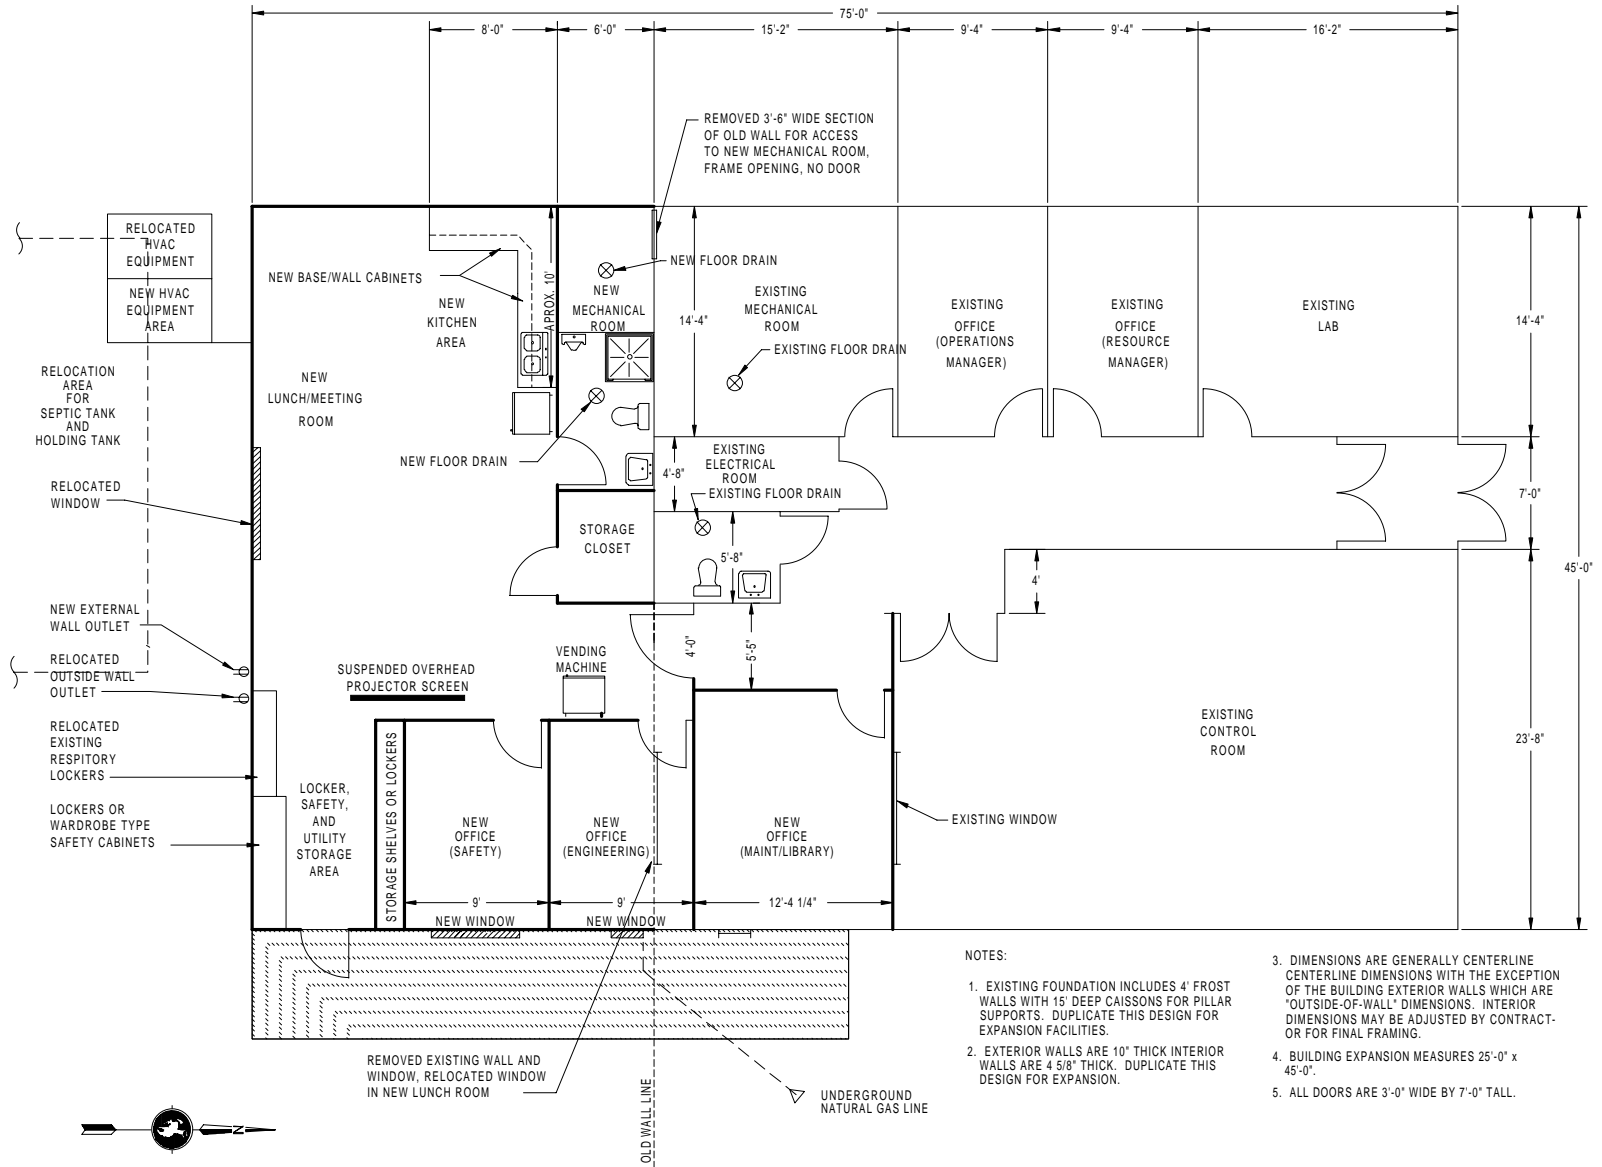 75'-0"
8'-0"
6'-0"
15'-2"
9'-4"
9'-4"
16'-2"
REMOVED 3'-6" WIDE SECTION
OF OLD WALL FOR ACCESS
TO NEW MECHANICAL ROOM,
FRAME OPENING, NO DOOR
RELOCATED
HVAC
EQUIPMENT
NEW HVAC
EQUIPMENT
AREA
NEW BASE/WALL CABINETS
NEW
KITCHEN
AREA
APROX. 10'
NEW FLOOR DRAIN
NEW
MECHANICAL
ROOM
14'-4"
EXISTING
MECHANICAL
ROOM
EXISTING FLOOR DRAIN
EXISTING
OFFICE
(OPERATIONS
MANAGER)
EXISTING
OFFICE
(RESOURCE
MANAGER)
EXISTING
LAB
14'-4"
RELOCATION
AREA
FOR
SEPTIC TANK
AND
HOLDING TANK
NEW
LUNCH/MEETING
ROOM
NEW FLOOR DRAIN
4'-8"
EXISTING
ELECTRICAL
ROOM
EXISTING FLOOR DRAIN
RELOCATED
WINDOW
7'-0"
STORAGE
CLOSET
5'-8"
45'-0"
4'
NEW EXTERNAL
WALL OUTLET
RELOCATED
OUTSIDE WALL
OUTLET
SUSPENDED OVERHEAD
PROJECTOR SCREEN
VENDING
MACHINE
4'-0"
5'-5"
RELOCATED
EXISTING
RESPITORY
LOCKERS
LOCKERS OR
WARDROBE TYPE
SAFETY CABINETS
LOCKER,
SAFETY,
AND
UTILITY
STORAGE
AREA
STORAGE SHELVES OR LOCKERS
NEW
OFFICE
(SAFETY)
NEW
OFFICE
(ENGINEERING)
NEW
OFFICE
(MAINT/LIBRARY)
EXISTING
CONTROL
ROOM
23'-8"
EXISTING WINDOW
9'
9'
12'-4 1/4"
NEW WINDOW
NEW WINDOW
REMOVED EXISTING WALL AND
WINDOW, RELOCATED WINDOW
IN NEW LUNCH ROOM
OLD WALL LINE
UNDERGROUND
NATURAL GAS LINE
N
NOTES:
1. EXISTING FOUNDATION INCLUDES 4' FROST
WALLS WITH 15' DEEP CAISSONS FOR PILLAR
SUPPORTS. DUPLICATE THIS DESIGN FOR
EXPANSION FACILITIES.
2. EXTERIOR WALLS ARE 10" THICK INTERIOR
WALLS ARE 4 5/8" THICK. DUPLICATE THIS
DESIGN FOR EXPANSION.
3. DIMENSIONS ARE GENERALLY CENTERLINE
CENTERLINE DIMENSIONS WITH THE EXCEPTION
OF THE BUILDING EXTERIOR WALLS WHICH ARE
"OUTSIDE-OF-WALL" DIMENSIONS. INTERIOR
DIMENSIONS MAY BE ADJUSTED BY CONTRACT-
OR FOR FINAL FRAMING.
4. BUILDING EXPANSION MEASURES 25'-0" x
45'-0".
5. ALL DOORS ARE 3'-0" WIDE BY 7'-0" TALL.